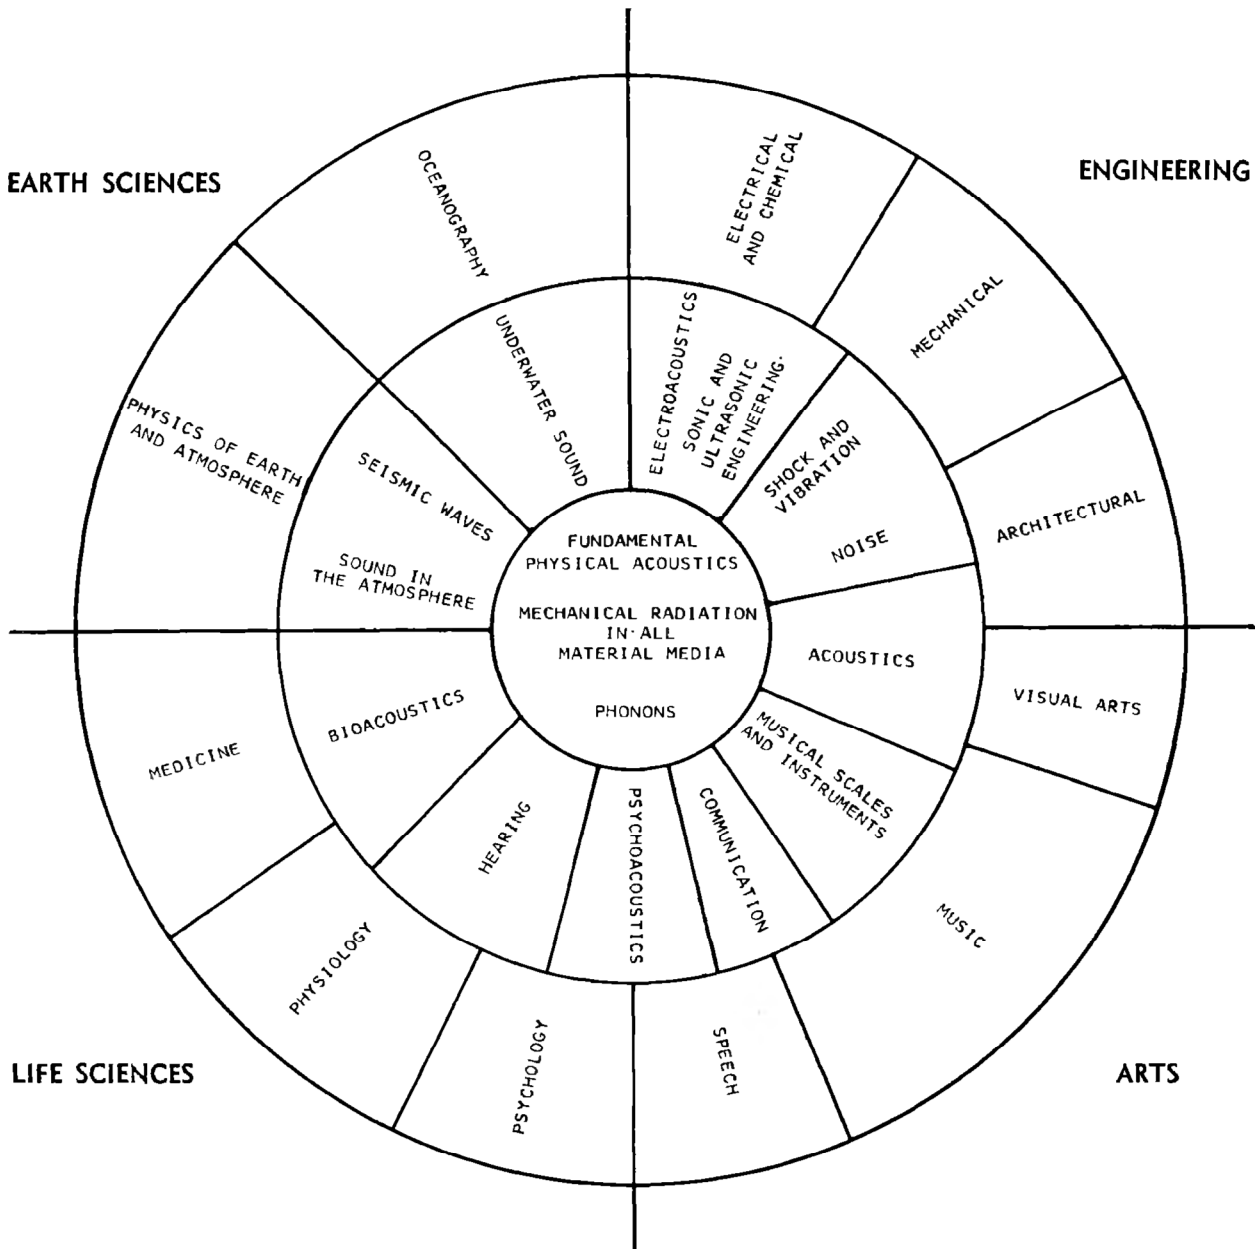 EARTH SCIENCES
ENGINEERING
LIFE SCIENCES
ARTS
OCEANOGRAPHY
PHYSICS OF EARTH
AND ATMOSPHERE
ELECTRICAL
AND CHEMICAL
MECHANICAL
ARCHITECTURAL
VISUAL ARTS
MUSIC
SPEECH
PSYCHOLOGY
PHYSIOLOGY
MEDICINE
UNDERWATER SOUND
SEISMIC WAVES
SOUND IN
THE ATMOSPHERE
ELECTROACOUSTICS
SONIC AND
ULTRASONIC
ENGINEERING.
SHOCK AND
VIBRATION
NOISE
ACOUSTICS
MUSICAL SCALES
AND INSTRUMENTS
COMMUNICATION
PSYCHOACOUSTICS
HEARING
BIOACOUSTICS
FUNDAMENTAL
PHYSICAL ACOUSTICS
MECHANICAL RADIATION
IN·ALL
MATERIAL MEDIA
PHONONS